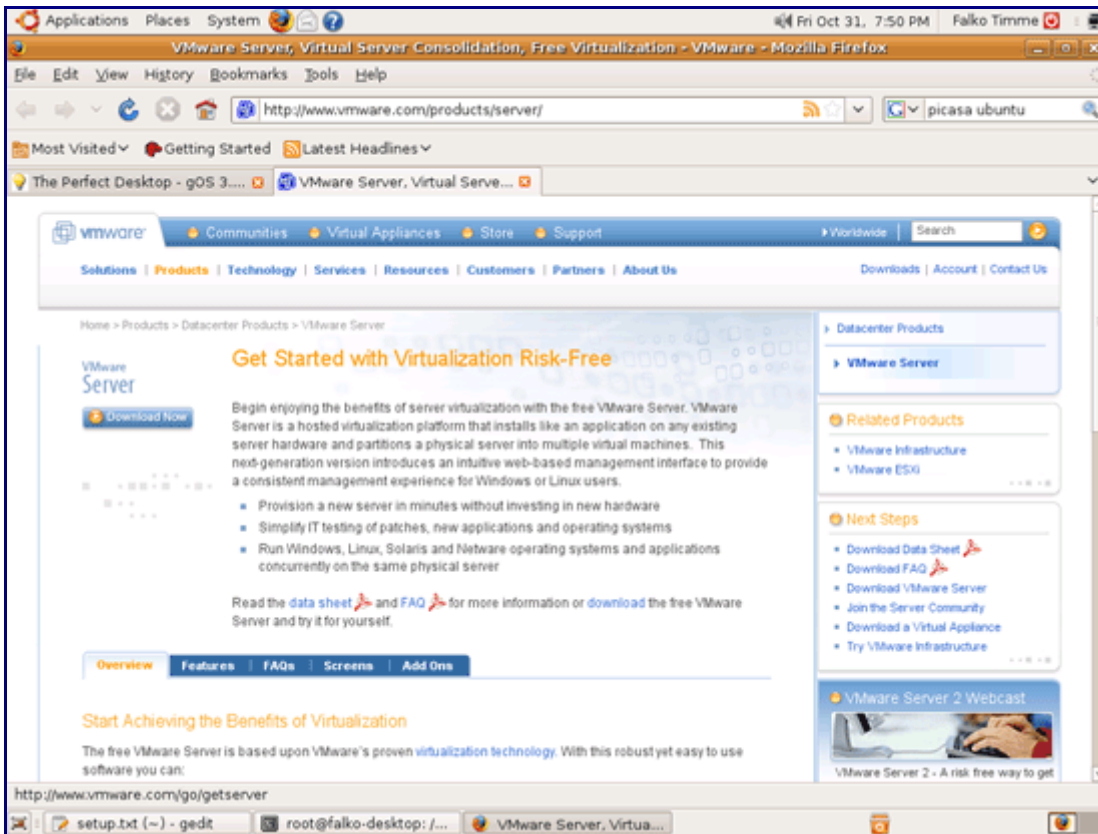 Applications Places System Fri Oct 31, 7:50 PM Falko Timme
VMware Server, Virtual Server Consolidation, Free Virtualization - VMware - Mozilla Firefox
File Edit View History Bookmarks Tools Help
http://www.vmware.com/products/server/ picasa ubuntu
Most Visited Getting Started Latest Headlines
The Perfect Desktop - gOS 3.... VMware Server, Virtual Serve...
vmware Communities Virtual Appliances Store Support Worldwide Search
Solutions | Products | Technology | Services | Resources | Customers | Partners | About Us Downloads | Account | Contact Us
Home > Products > Datacenter Products > VMware Server
VMware
Server
Download Now
Get Started with Virtualization Risk-Free
Begin enjoying the benefits of server virtualization with the free VMware Server. VMware
Server is a hosted virtualization platform that installs like an application on any existing
server hardware and partitions a physical server into multiple virtual machines. This
next-generation version introduces an intuitive web-based management interface to provide
a consistent management experience for Windows or Linux users.
Provision a new server in minutes without investing in new hardware
Simplify IT testing of patches, new applications and operating systems
Run Windows, Linux, Solaris and Netware operating systems and applications
concurrently on the same physical server
Read the data sheet and FAQ for more information or download the free VMware
Server and try it for yourself.
Overview | Features | FAQs | Screens | Add Ons
Start Achieving the Benefits of Virtualization
The free VMware Server is based upon VMware's proven virtualization technology. With this robust yet easy to use
software you can:
Datacenter Products
VMware Server
Related Products
VMware Infrastructure
VMware ESXi
Next Steps
Download Data Sheet
Download FAQ
Download VMware Server
Join the Server Community
Download a Virtual Appliance
Try VMware Infrastructure
VMware Server 2 Webcast
VMware Server 2 - A risk free way to get
http://www.vmware.com/go/getserver
setup.txt (~) - gedit root@falko-desktop: /... VMware Server, Virtua...